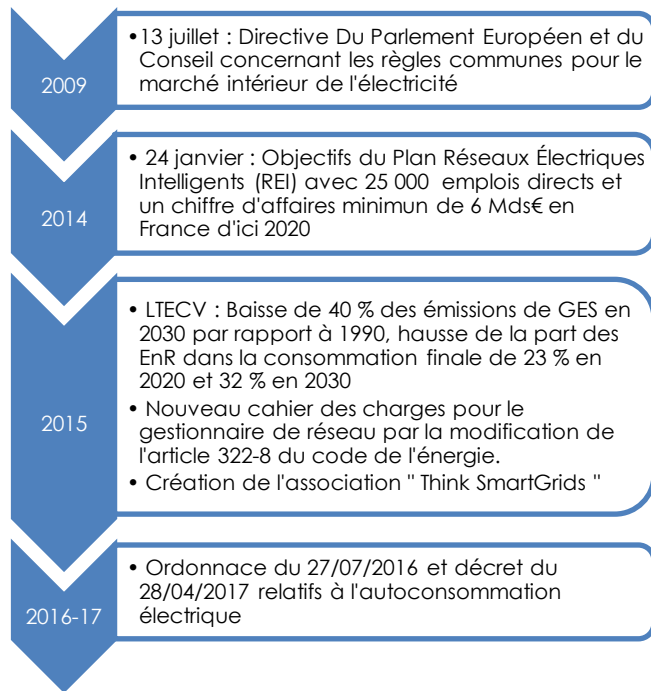 2009
•13 juillet : Directive Du Parlement Européen et du
Conseil concernant les règles communes pour le
marché intérieur de l'électricité
2014
• 24 janvier : Objectifs du Plan Réseaux Électriques
Intelligents (REI) avec 25 000 emplois directs et
un chiffre d'affaires minimun de 6 Mds€ en
France d'ici 2020
2015
• LTECV : Baisse de 40 % des émissions de GES en
2030 par rapport à 1990, hausse de la part des
EnR dans la consommation finale de 23 % en
2020 et 32 % en 2030
• Nouveau cahier des charges pour le
gestionnaire de réseau par la modification de
l'article 322-8 du code de l'énergie.
• Création de l'association " Think SmartGrids "
2016-17
• Ordonnace du 27/07/2016 et décret du
28/04/2017 relatifs à l'autoconsommation
électrique